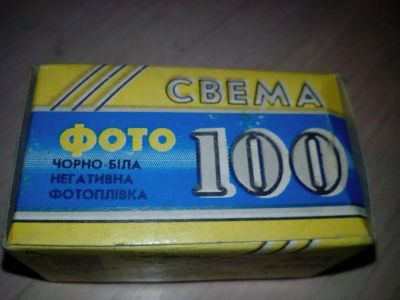 СВЕМА
ФОТО 100
ЧОРНО-БІЛА
НЕГАТИВНА
ФОТОПЛІВКА